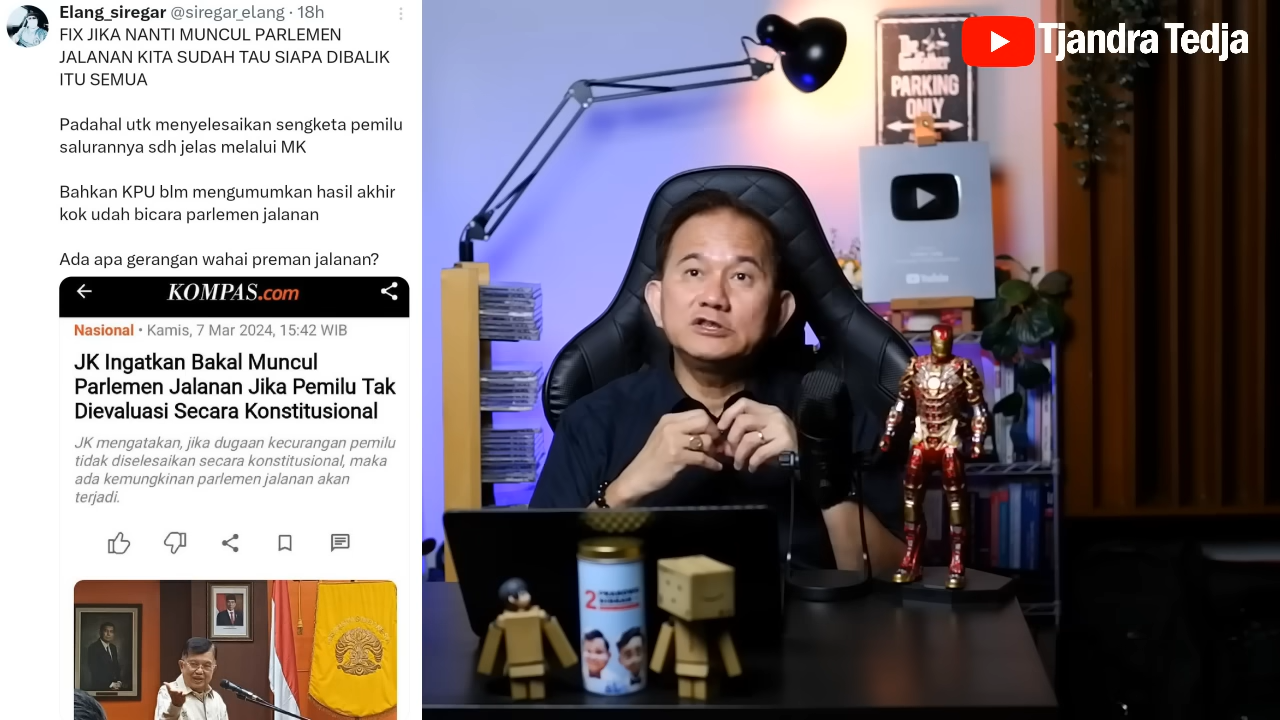 Elang_siregar @siregar_elang · 18h
FIX JIKA NANTI MUNCUL PARLEMEN
JALANAN KITA SUDAH TAU SIAPA DIBALIK
ITU SEMUA
Padahal utk menyelesaikan sengketa pemilu
salurannya sdh jelas melalui MK
Bahkan KPU blm mengumumkan hasil akhir
kok udah bicara parlemen jalanan
Ada apa gerangan wahai preman jalanan?
KOMPAS.com
Nasional • Kamis, 7 Mar 2024, 15:42 WIB
JK Ingatkan Bakal Muncul
Parlemen Jalanan Jika Pemilu Tak
Dievaluasi Secara Konstitusional
JK mengatakan, jika dugaan kecurangan pemilu
tidak diselesaikan secara konstitusional, maka
ada kemungkinan parlemen jalanan akan
terjadi.
Tjandra Tedja
The
PARKING
ONLY
YouTube
2